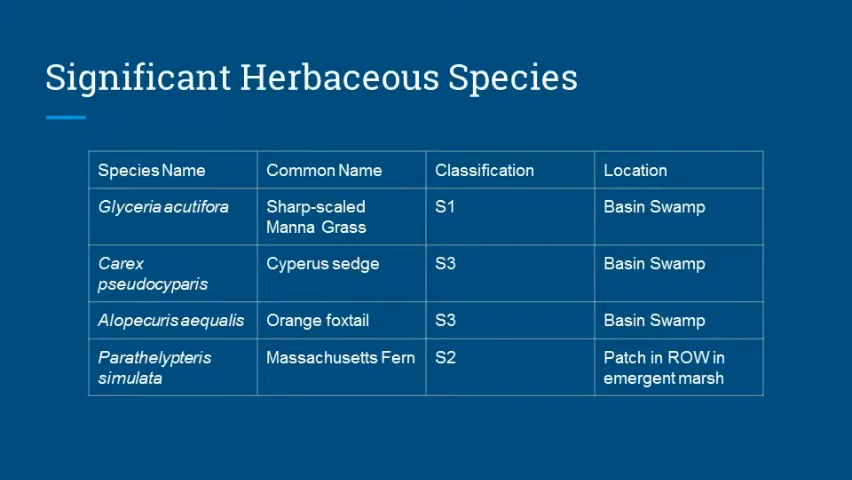 Significant Herbaceous Species
Species Name Common Name Classification Location
Glyceria acutifora Sharp-scaled S1 Basin Swamp
Manna Grass
Carex Cyperus sedge S3 Basin Swamp
pseudocyparis
Alopecuris aequalis Orange foxtail S3 Basin Swamp
Parathelypteris Massachusetts Fern S2 Patch in ROW in
simulata emergent marsh